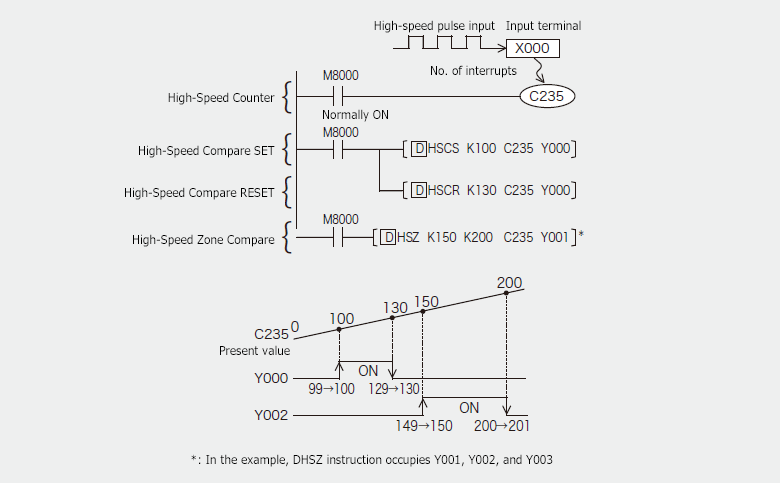 High-speed pulse input Input terminal
X000
No. of interrupts
M8000
High-Speed Counter
C235
Normally ON
M8000
High-Speed Compare SET
D HSCS K100 C235 Y000
High-Speed Compare RESET
D HSCR K130 C235 Y000
M8000
High-Speed Zone Compare
D HSZ K150 K200 C235 Y001 *
200
130 150
100
0
C235
Present value
ON
Y000
99→100 129→130
ON
Y002
149→150 200→201
*: In the example, DHSZ instruction occupies Y001, Y002, and Y003